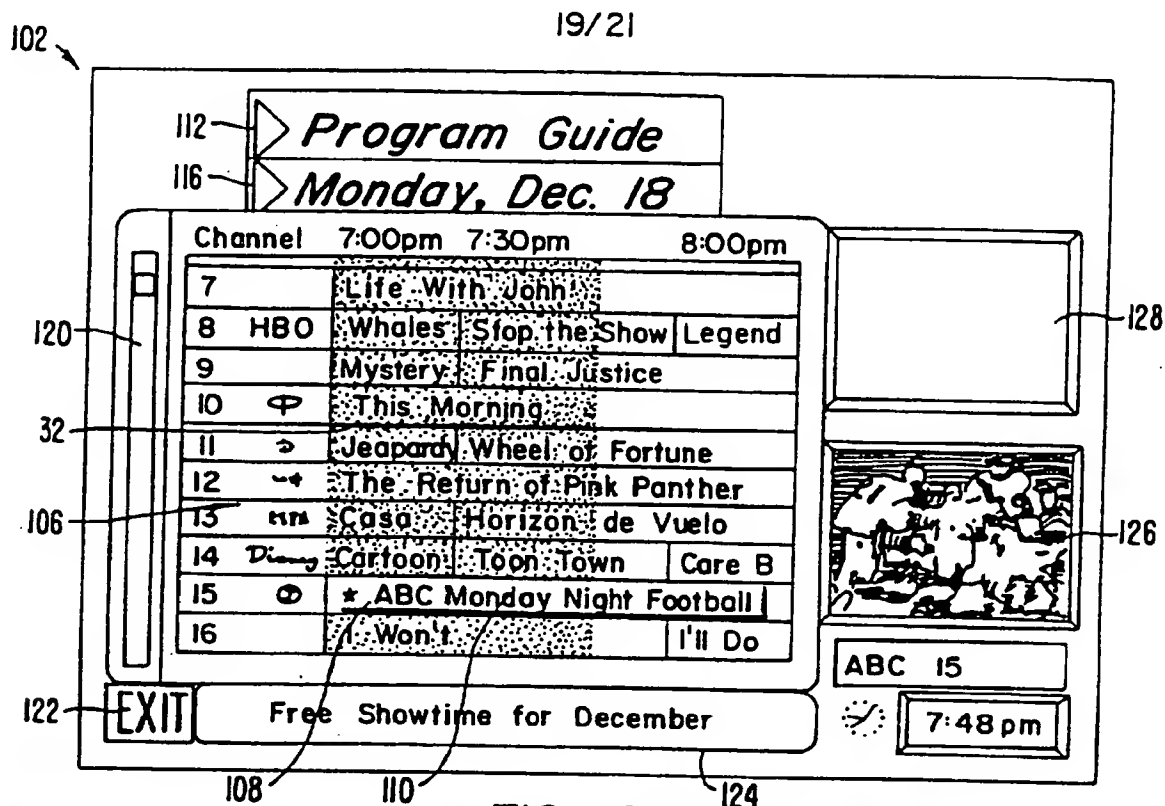 19/21
102
112 Program Guide
116 Monday, Dec. 18
Channel 7:00pm 7:30pm 8:00pm
7 Life With John
8 HBO Whales Stop the Show Legend
9 Mystery Final Justice
10 This Morning
11 Jeapardy Wheel of Fortune
12 The Return of Pink Panther
13 Casa Horizon de Vuelo
14 Disney Cartoon Toon Town Care B
15 * ABC Monday Night Football
16 I Won't I'll Do
120
32
106
128
126
ABC 15
122 EXIT Free Showtime for December 7:48pm
108 110 124